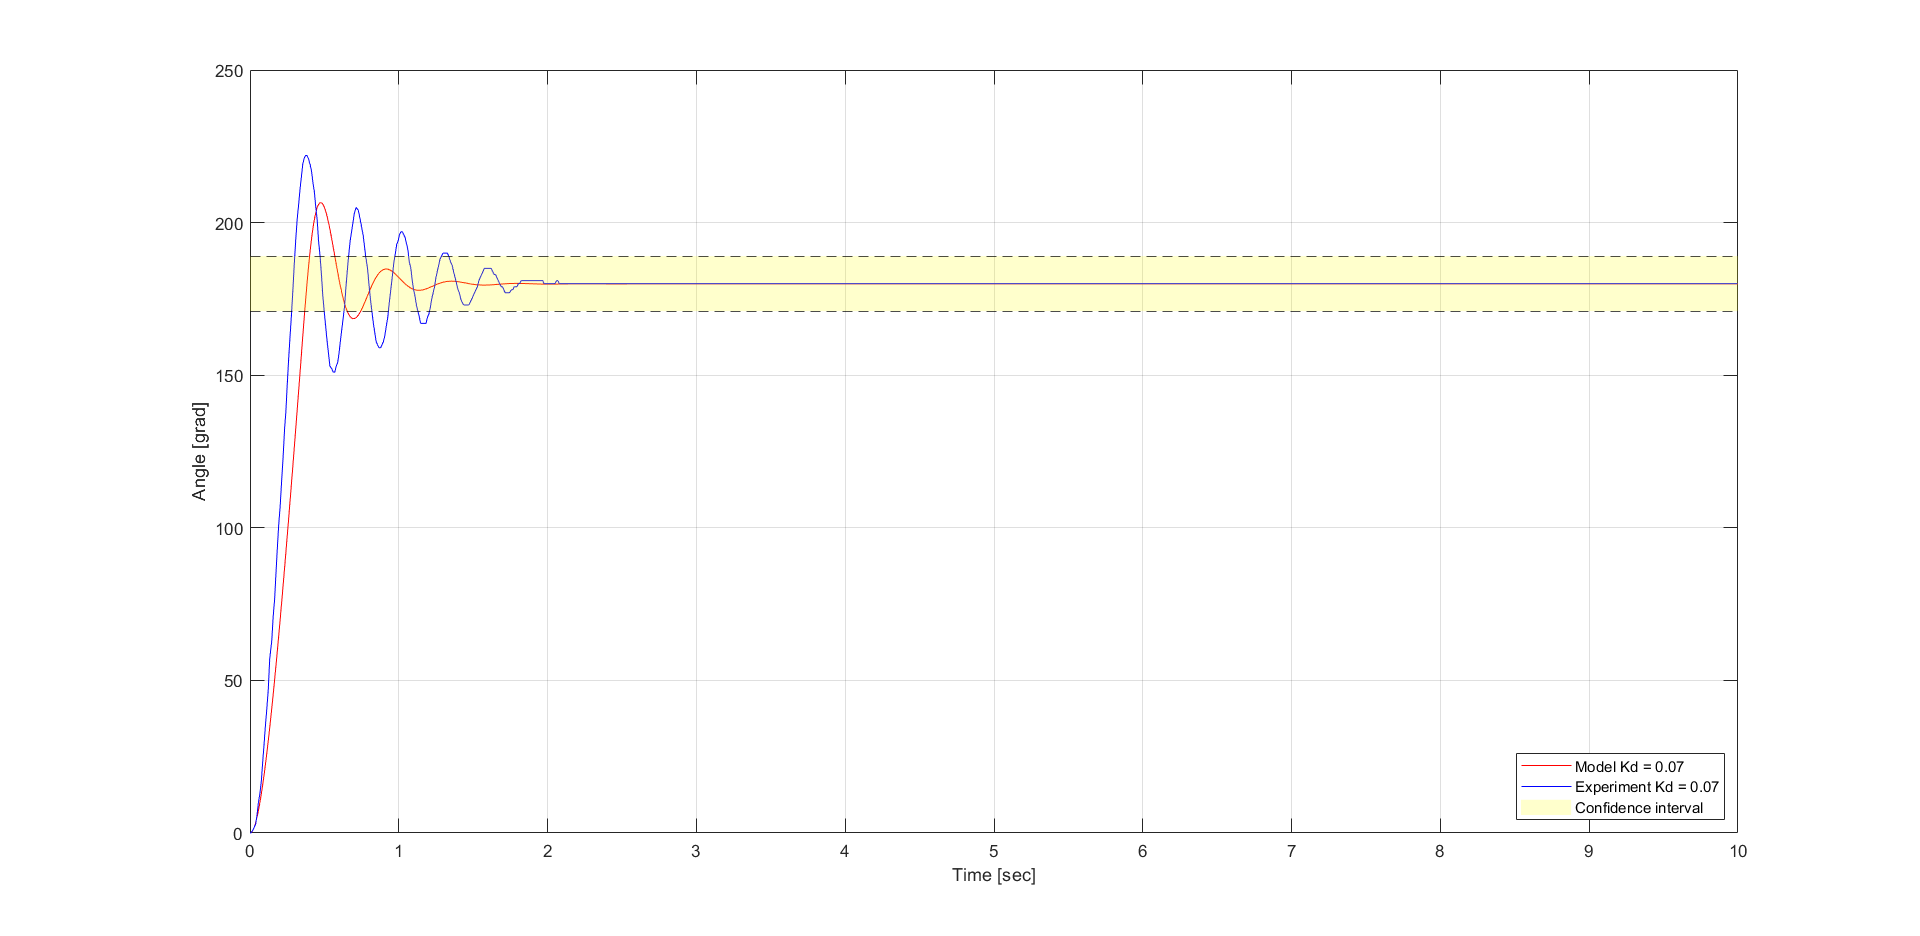 250
200
150
100
50
0
Angle [grad]
0 1 2 3 4 5 6 7 8 9 10
Time [sec]
Model Kd = 0.07
Experiment Kd = 0.07
Confidence interval